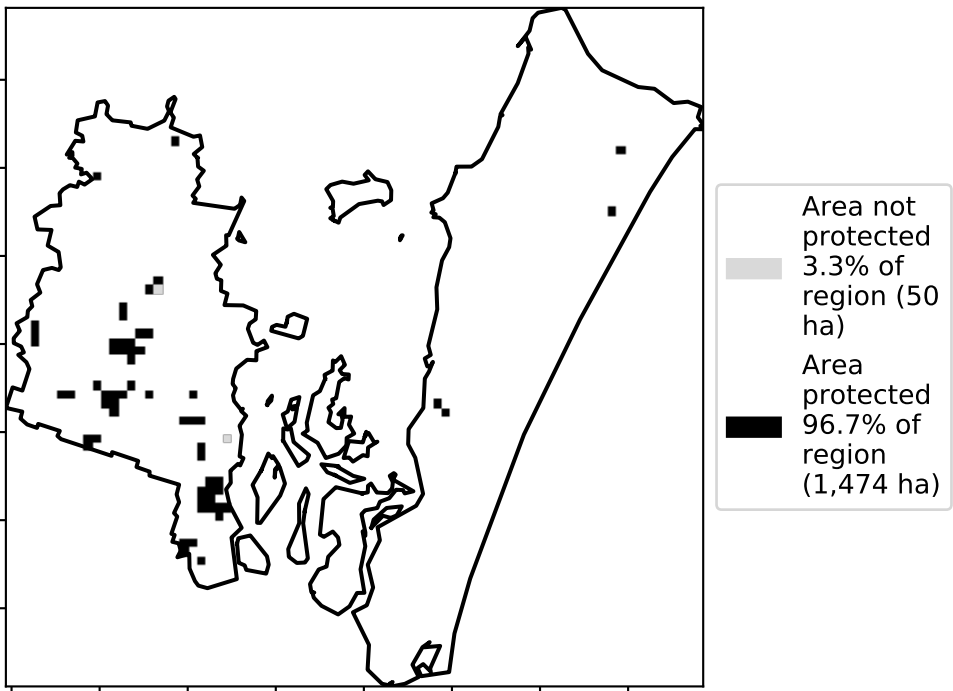 Area not
protected
3.3% of
region (50
ha)
Area
protected
96.7% of
region
(1,474 ha)